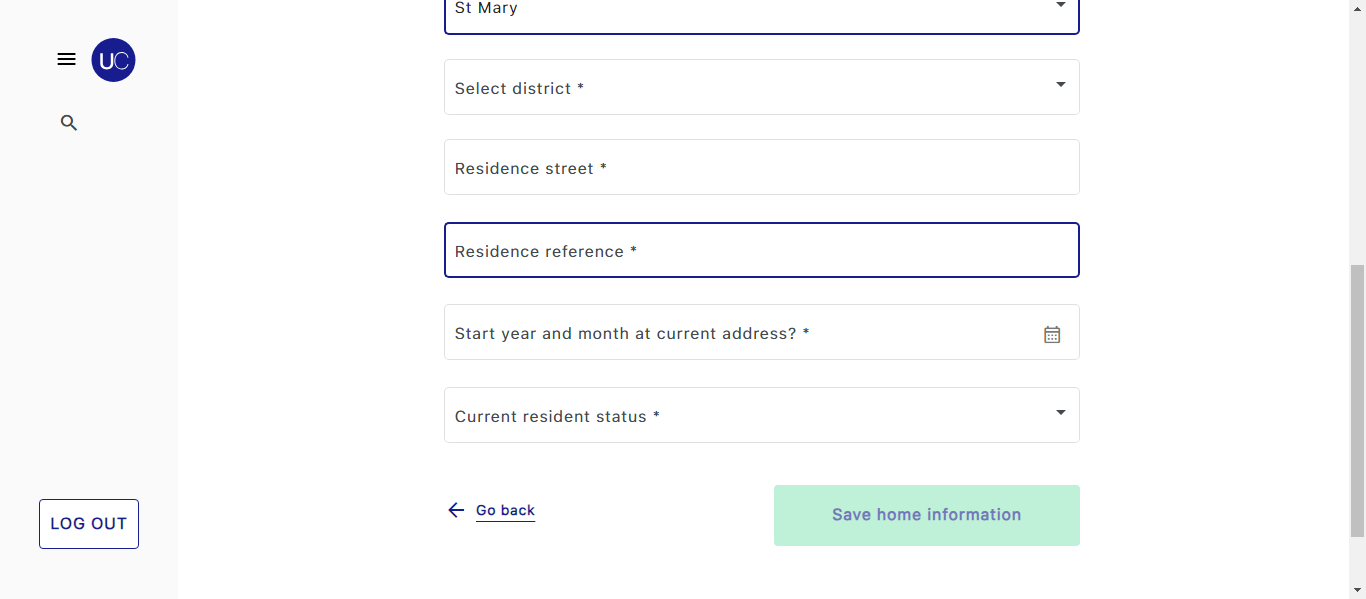 St Mary
UC
Select district *
Residence street *
Residence reference *
Start year and month at current address? *
Current resident status *
Go back
Save home information
LOG OUT